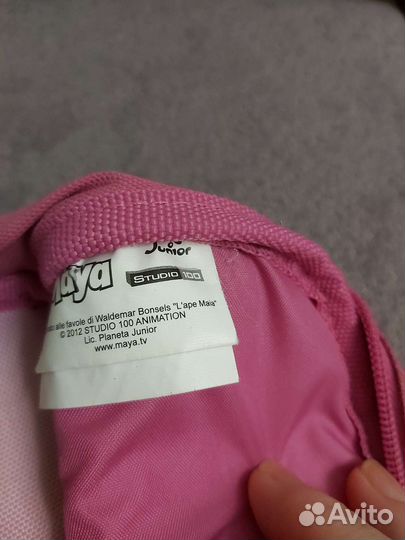 Junior
maya
STUDIO 100
alle favole di Waldemar Bonsels "L'ape Maia"
© 2012 STUDIO 100 ANIMATION
Lic. Planeta Junior
www.maya.tv
Avito